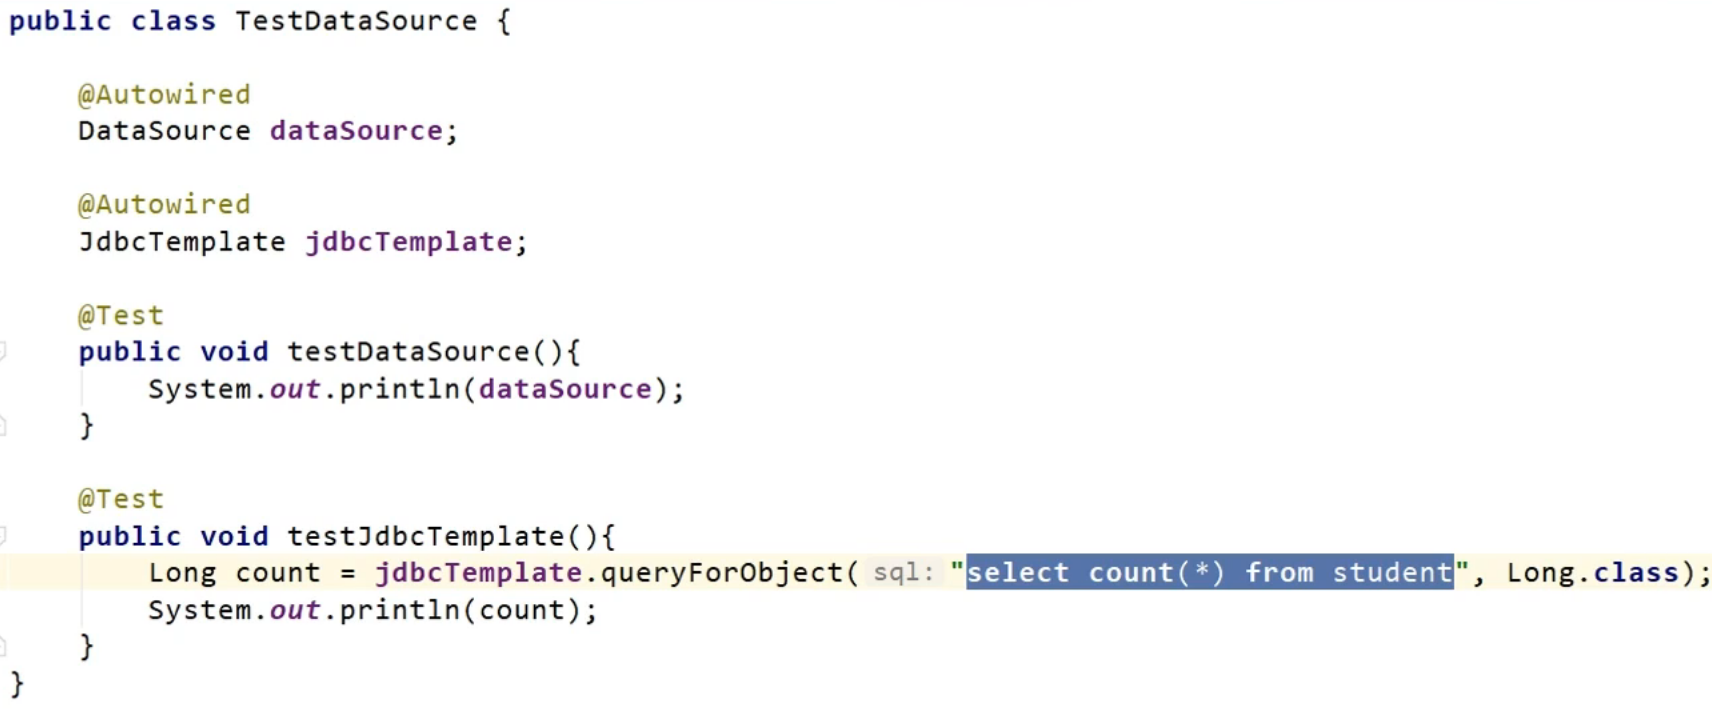 public class TestDataSource {
@Autowired
DataSource dataSource;
@Autowired
JdbcTemplate jdbcTemplate;
@Test
public void testDataSource(){
System.out.println(dataSource);
}
@Test
public void testJdbcTemplate(){
Long count = jdbcTemplate.queryForObject( sql: "select count(*) from student", Long.class);
System.out.println(count);
}
}